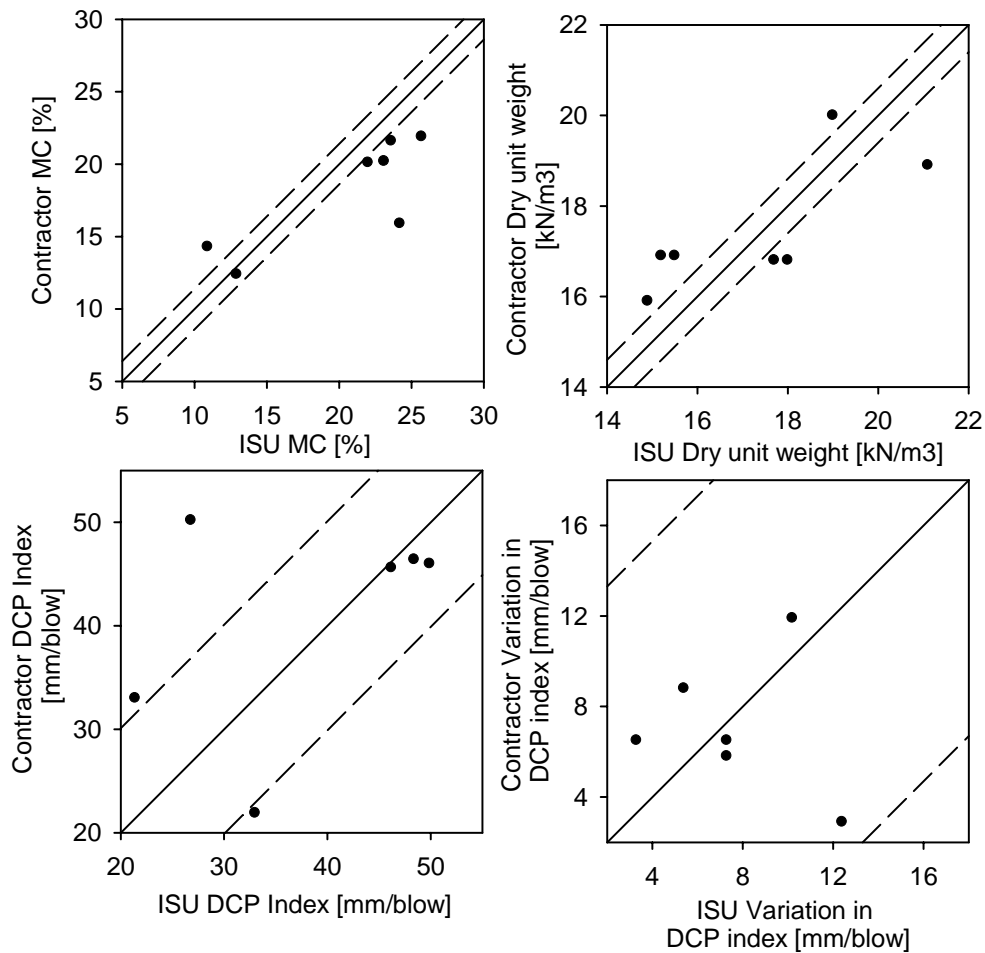 Contractor MC [%]
30
25
20
15
10
5
5 10 15 20 25 30
ISU MC [%]
Contractor Dry unit weight
[kN/m3]
22
20
18
16
14
14 16 18 20 22
ISU Dry unit weight [kN/m3]
Contractor DCP Index
[mm/blow]
50
40
30
20
20 30 40 50
ISU DCP Index [mm/blow]
Contractor Variation in
DCP index [mm/blow]
16
12
8
4
4 8 12 16
ISU Variation in
DCP index [mm/blow]